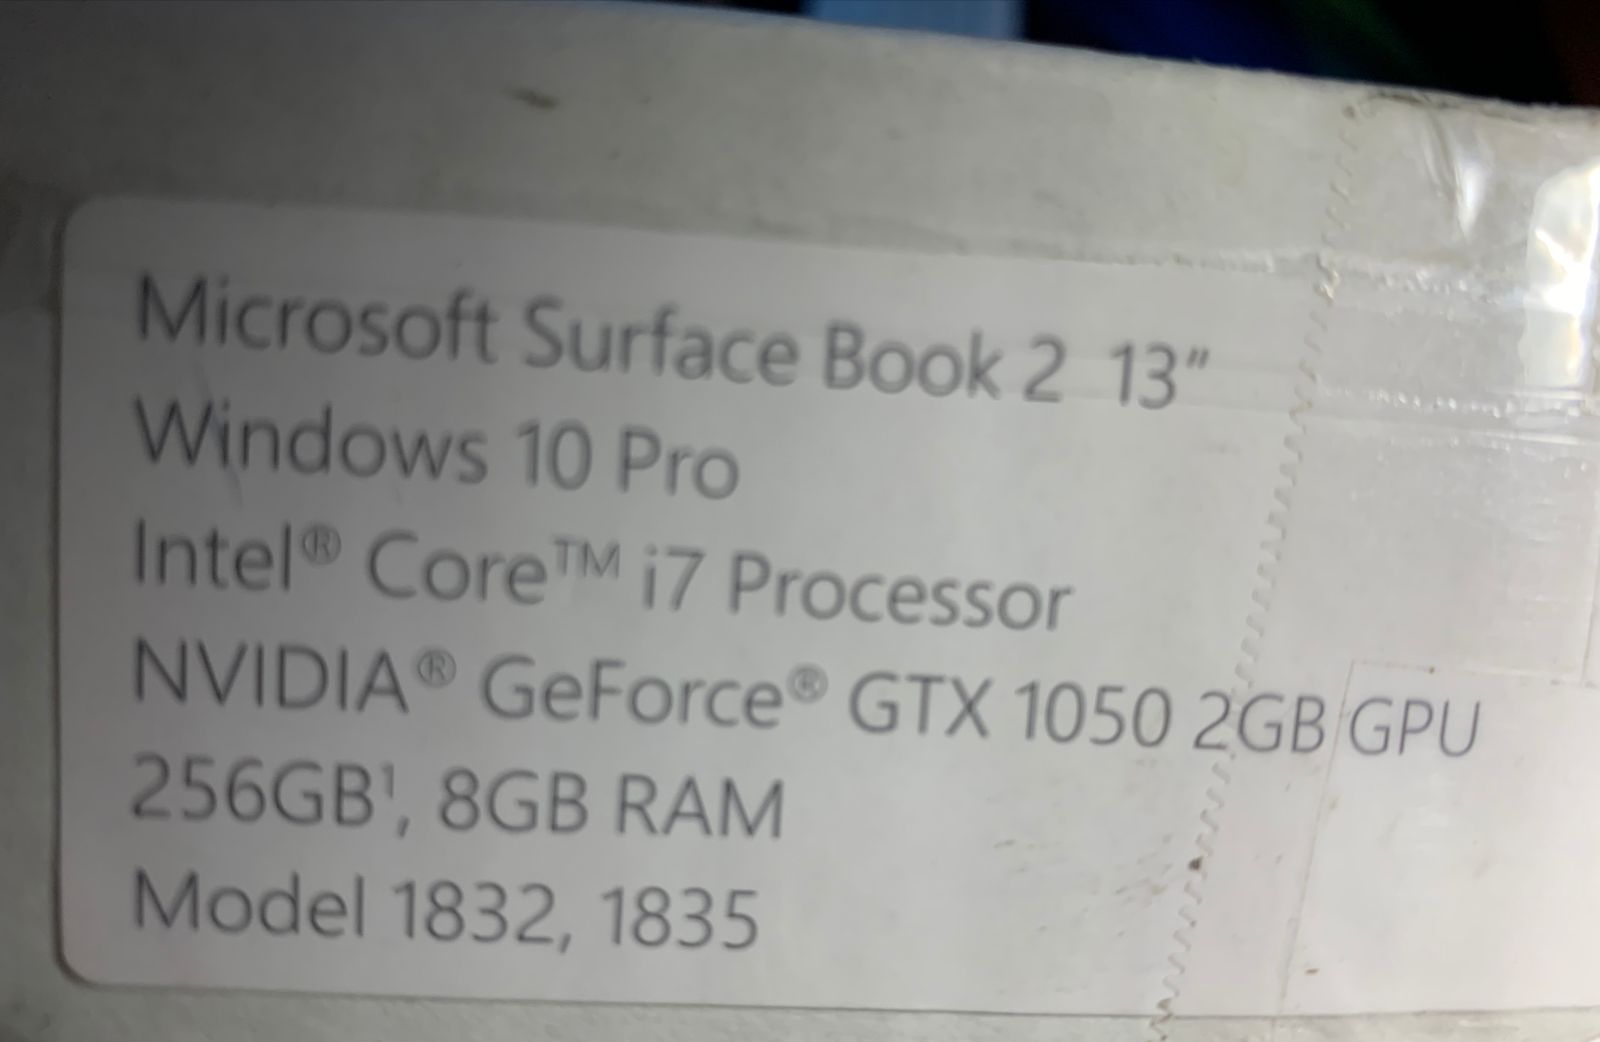 Microsoft Surface Book 2 13"
Windows 10 Pro
Intel® Core™ i7 Processor
NVIDIA® GeForce® GTX 1050 2GB GPU
256GB¹, 8GB RAM
Model 1832, 1835